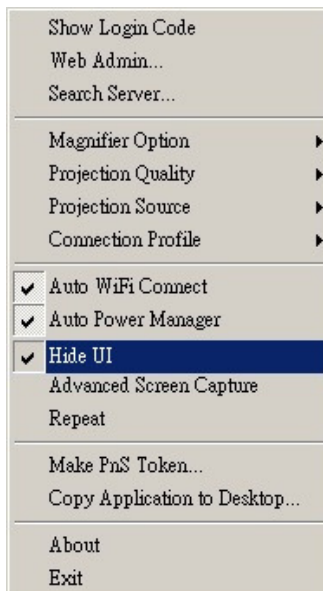 Show Login Code
Web Admin...
Search Server...
Magnifier Option
Projection Quality
Projection Source
Connection Profile
Auto WiFi Connect
Auto Power Manager
Hide UI
Advanced Screen Capture
Repeat
Make PnS Token...
Copy Application to Desktop...
About
Exit